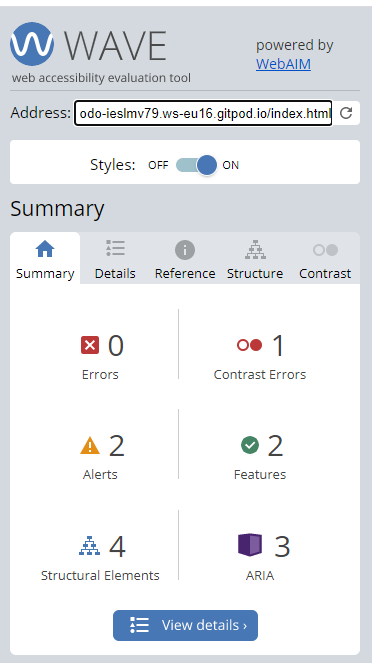 WAVE
web accessibility evaluation tool
powered by
WebAIM
Address: odo-ieslmv79.ws-eu16.gitpod.io/index.html
Styles: OFF ON
Summary
Summary Details Reference Structure Contrast
0
Errors
1
Contrast Errors
2
Alerts
2
Features
4
Structural Elements
3
ARIA
View details ›